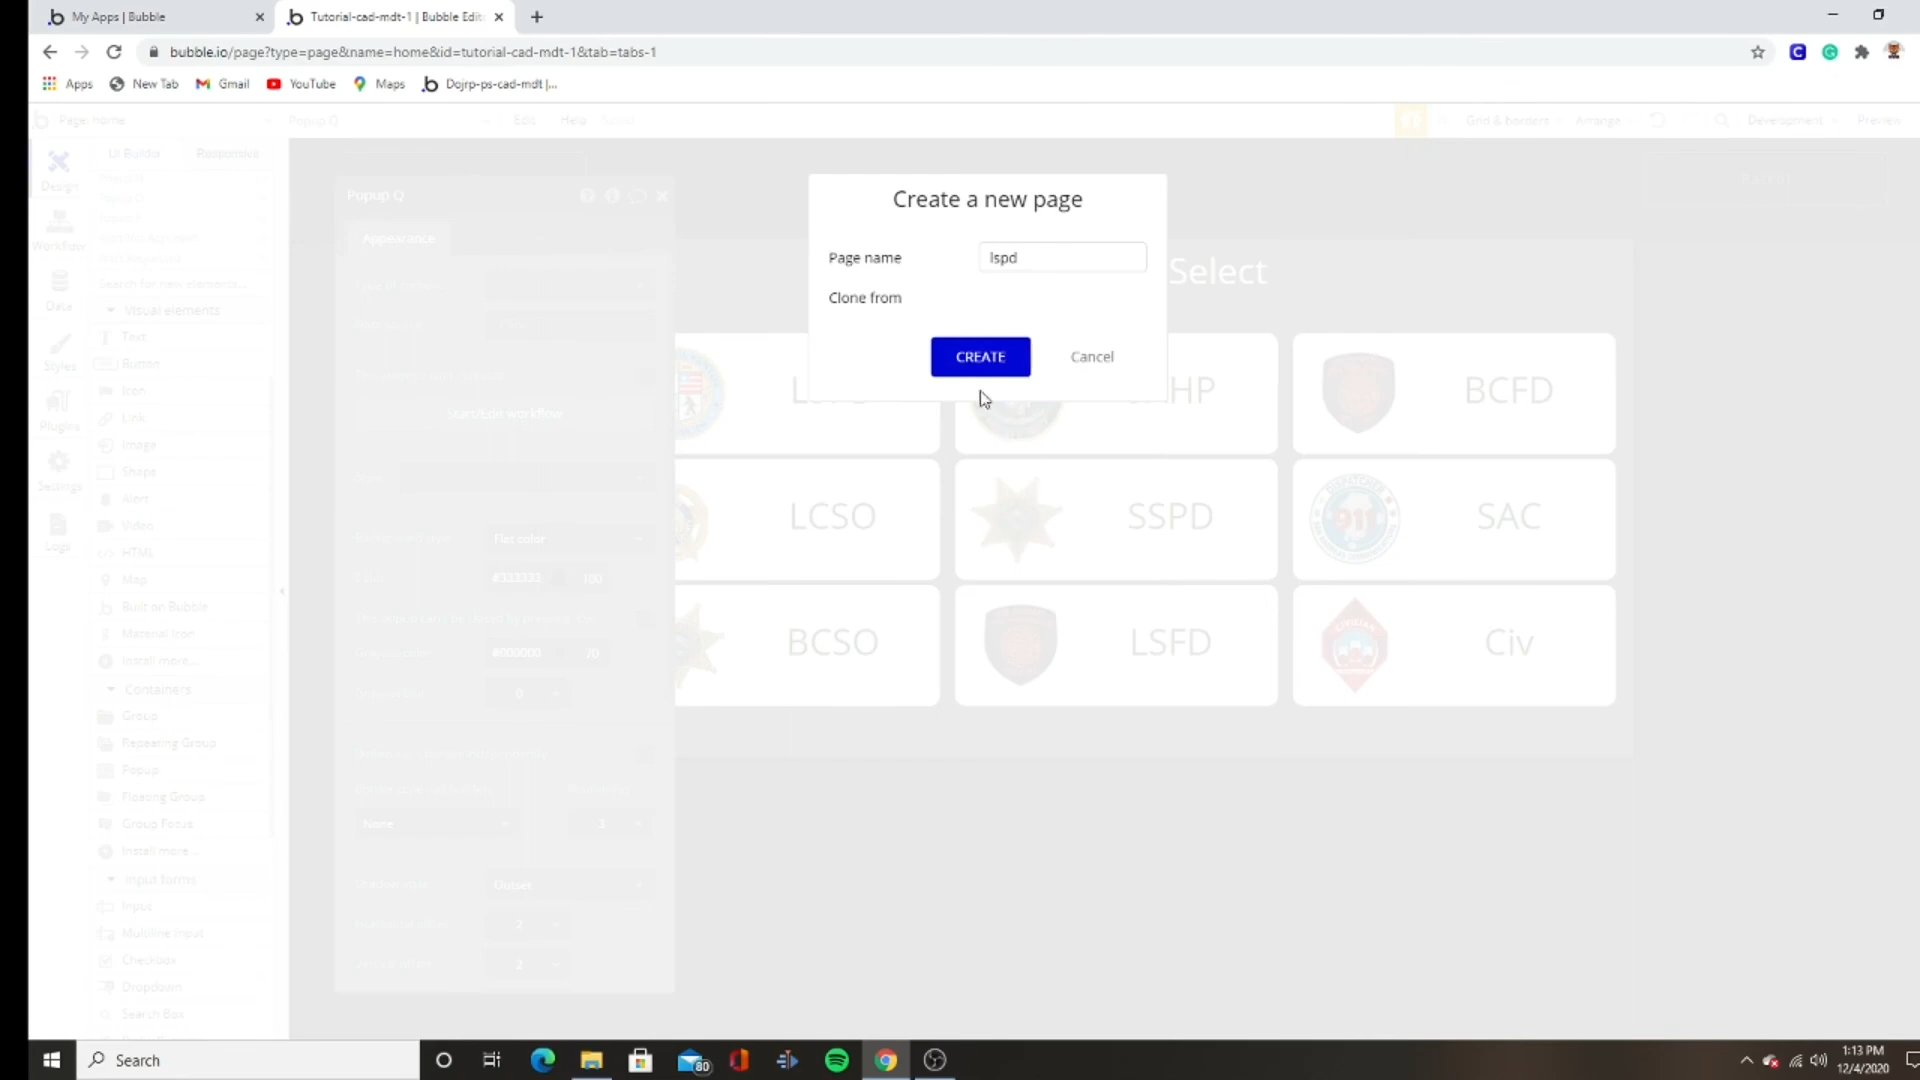 My Apps | Bubble
Tutorial-cad-mdt-1 | Bubble Edit
bubble.io/page?type=page&name=home&id=tutorial-cad-mdt-1&tab=tabs-1
Apps
New Tab
Gmail
YouTube
Maps
Dojrp-ps-cad-mdt |...
Page: home
Popup Q
Edit
Help
Saved
Grid & borders
Arrange
Development
Preview
UI Builder
Responsive
Design
Workflow
Data
Styles
Plugins
Settings
Logs
Search for new elements...
Visual elements
Text
Button
Icon
Link
Image
Shape
Alert
Video
HTML
Map
Built on Bubble
Material Icon
Install more...
Containers
Group
Repeating Group
Popup
Floating Group
Group Focus
Install more...
Input forms
Input
Multiline Input
Checkbox
Dropdown
Search Box
Popup Q
Appearance
Start/Edit workflow
Flat color
#333333
100
#000000
70
0
None
3
Outset
2
2
Create a new page
Page name
lspd
Clone from
CREATE
Cancel
Select
HP
BCFD
LCSO
SSPD
911
SAC
BCSO
LSFD
Civ
Search
80
1:13 PM
12/4/2020